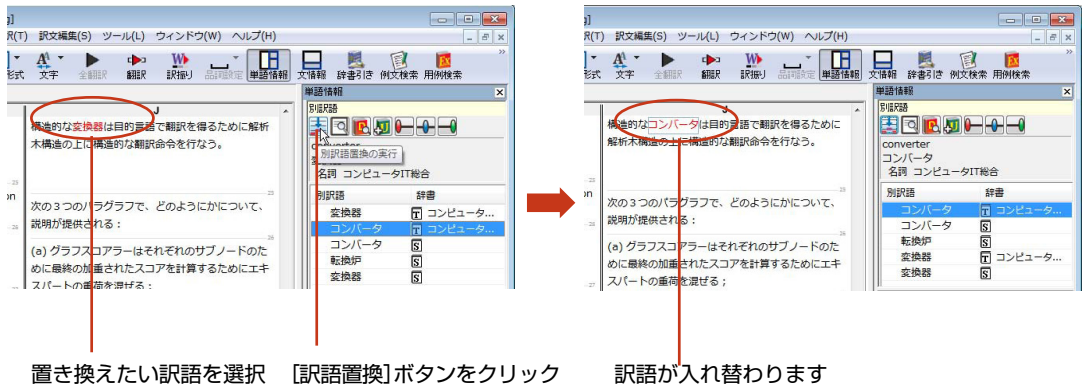 g]
R(T) 訳文編集(S) ツール(L) ウィンドウ(W) ヘルプ(H)
形式 文字 全翻訳 翻訳 訳振り 品詞設定 単語情報 文情報 辞書引き 例文検索 用例検索
単語情報
別訳語
J
構造的な変換器は目的言語で翻訳を得るために解析
木構造の上に構造的な翻訳命令を行なう。
converter
別訳語置換の実行
名詞 コンピュータIT総合
23
on
23
次の3つのパラグラフで、どのようにかについて、
説明が提供される:
26
26
(a) グラフスコアラーはそれぞれのサブノードのた
めに最終の加重されたスコアを計算するためにエキ
27
スパートの重荷を混ぜる;
別訳語 辞書
変換器 T コンピュータ...
コンバータ T コンピュータ...
コンバータ S
転換炉 S
変換器 S
g]
R(T) 訳文編集(S) ツール(L) ウィンドウ(W) ヘルプ(H)
形式 文字 全翻訳 翻訳 訳振り 品詞設定 単語情報 文情報 辞書引き 例文検索 用例検索
単語情報
別訳語
J
構造的なコンバータは目的言語で翻訳を得るために
解析木構造の上に構造的な翻訳命令を行なう。
converter
コンバータ
名詞 コンピュータIT総合
23
on
23
次の3つのパラグラフで、どのようにかについて、
説明が提供される:
26
26
(a) グラフスコアラーはそれぞれのサブノードのた
めに最終の加重されたスコアを計算するためにエキ
27
スパートの重荷を混ぜる;
別訳語 辞書
コンバータ T コンピュータ...
コンバータ S
転換炉 S
変換器 T コンピュータ...
変換器 S
置き換えたい訳語を選択 [訳語置換]ボタンをクリック 訳語が入れ替わります